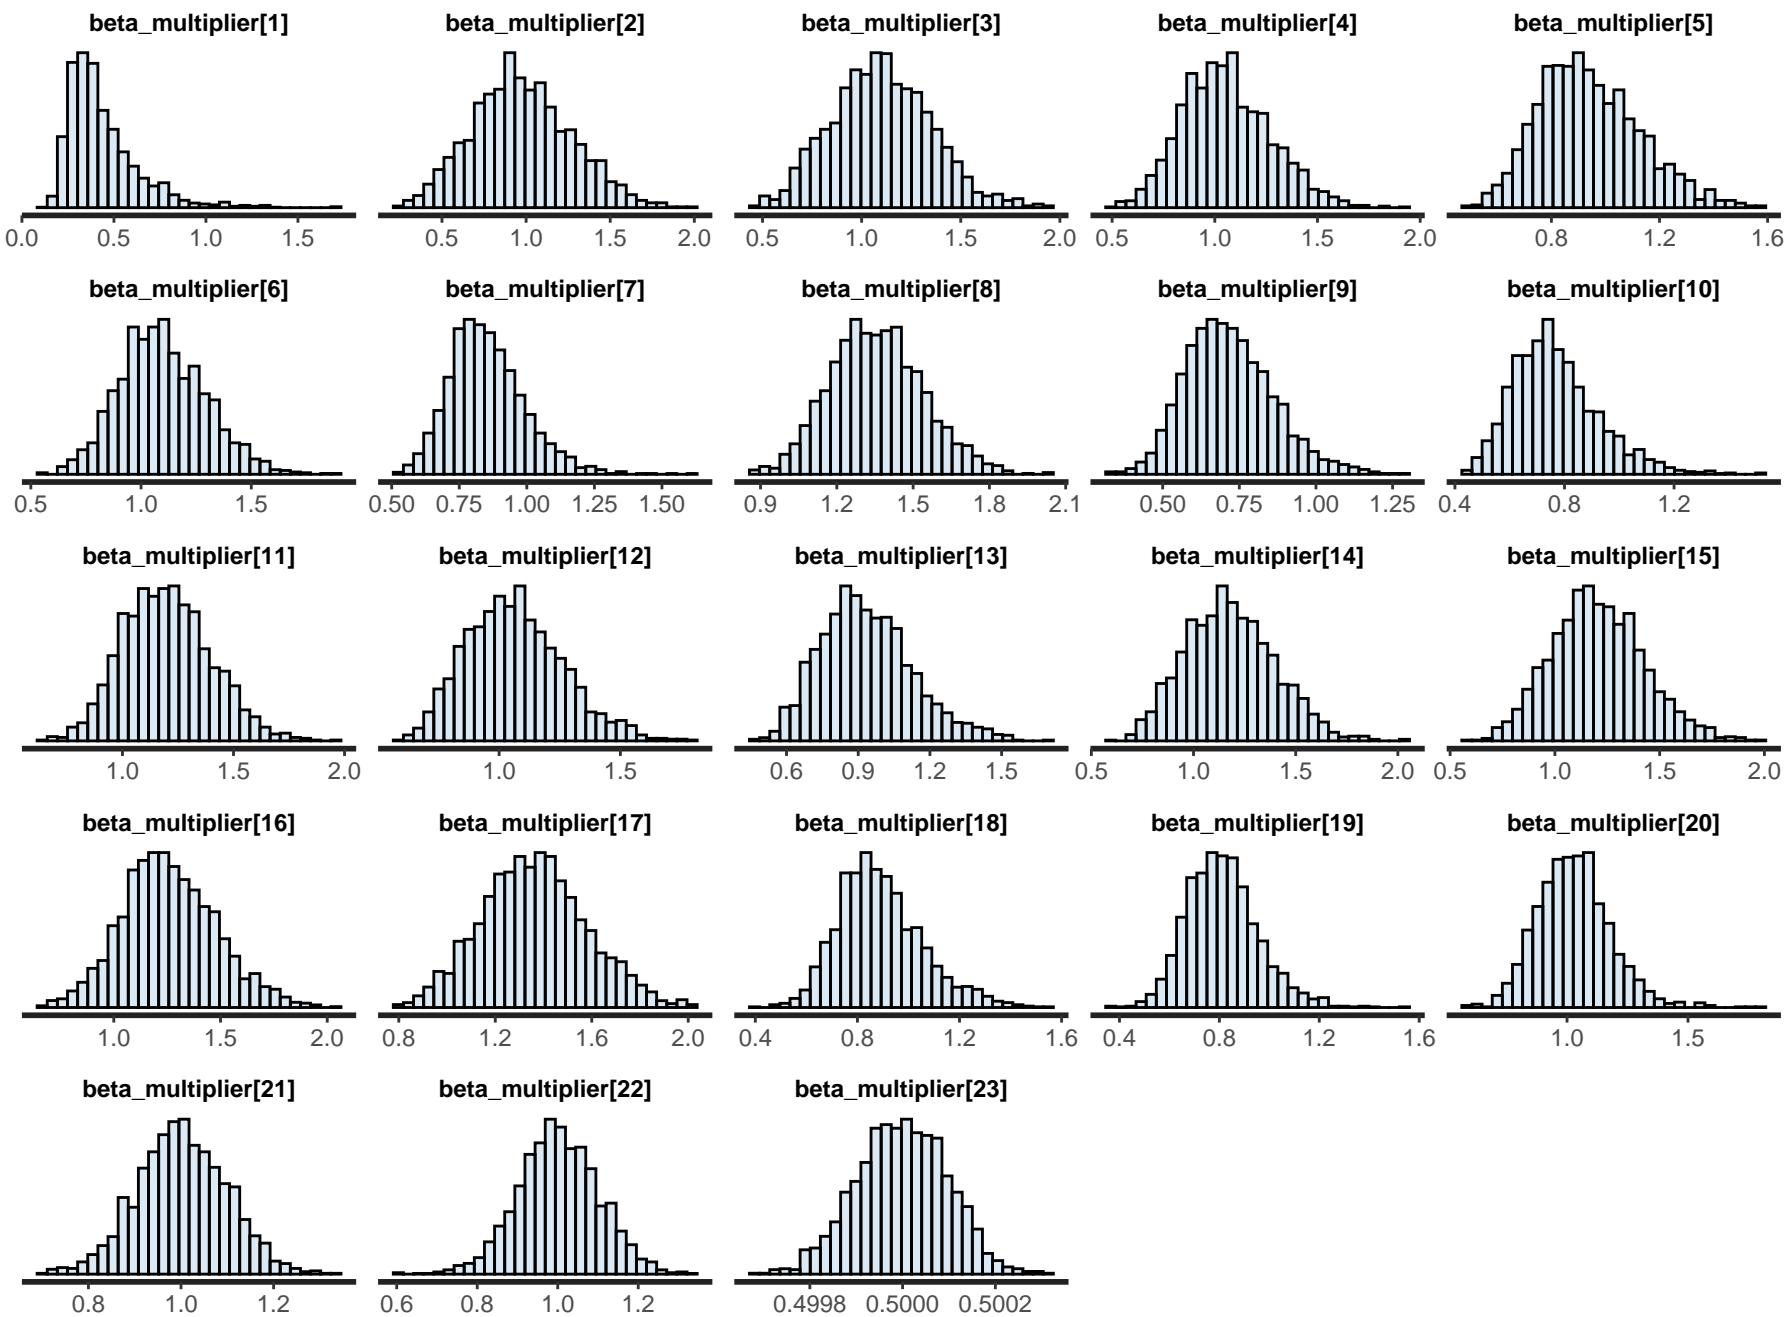 beta_multiplier[1] beta_multiplier[2] beta_multiplier[3] beta_multiplier[4] beta_multiplier[5]
0.0 0.5 1.0 1.5 0.5 1.0 1.5 2.0 0.5 1.0 1.5 2.0 0.5 1.0 1.5 2.0 0.8 1.2 1.6
beta_multiplier[6] beta_multiplier[7] beta_multiplier[8] beta_multiplier[9] beta_multiplier[10]
0.5 1.0 1.5 0.50 0.75 1.00 1.25 1.50 0.9 1.2 1.5 1.8 2.1 0.50 0.75 1.00 1.25 0.4 0.8 1.2
beta_multiplier[11] beta_multiplier[12] beta_multiplier[13] beta_multiplier[14] beta_multiplier[15]
1.0 1.5 2.0 1.0 1.5 0.6 0.9 1.2 1.5 0.5 1.0 1.5 2.0 0.5 1.0 1.5 2.0
beta_multiplier[16] beta_multiplier[17] beta_multiplier[18] beta_multiplier[19] beta_multiplier[20]
1.0 1.5 2.0 0.8 1.2 1.6 2.0 0.4 0.8 1.2 1.6 0.4 0.8 1.2 1.6 1.0 1.5
beta_multiplier[21] beta_multiplier[22] beta_multiplier[23]
0.8 1.0 1.2 0.6 0.8 1.0 1.2 0.4998 0.5000 0.5002